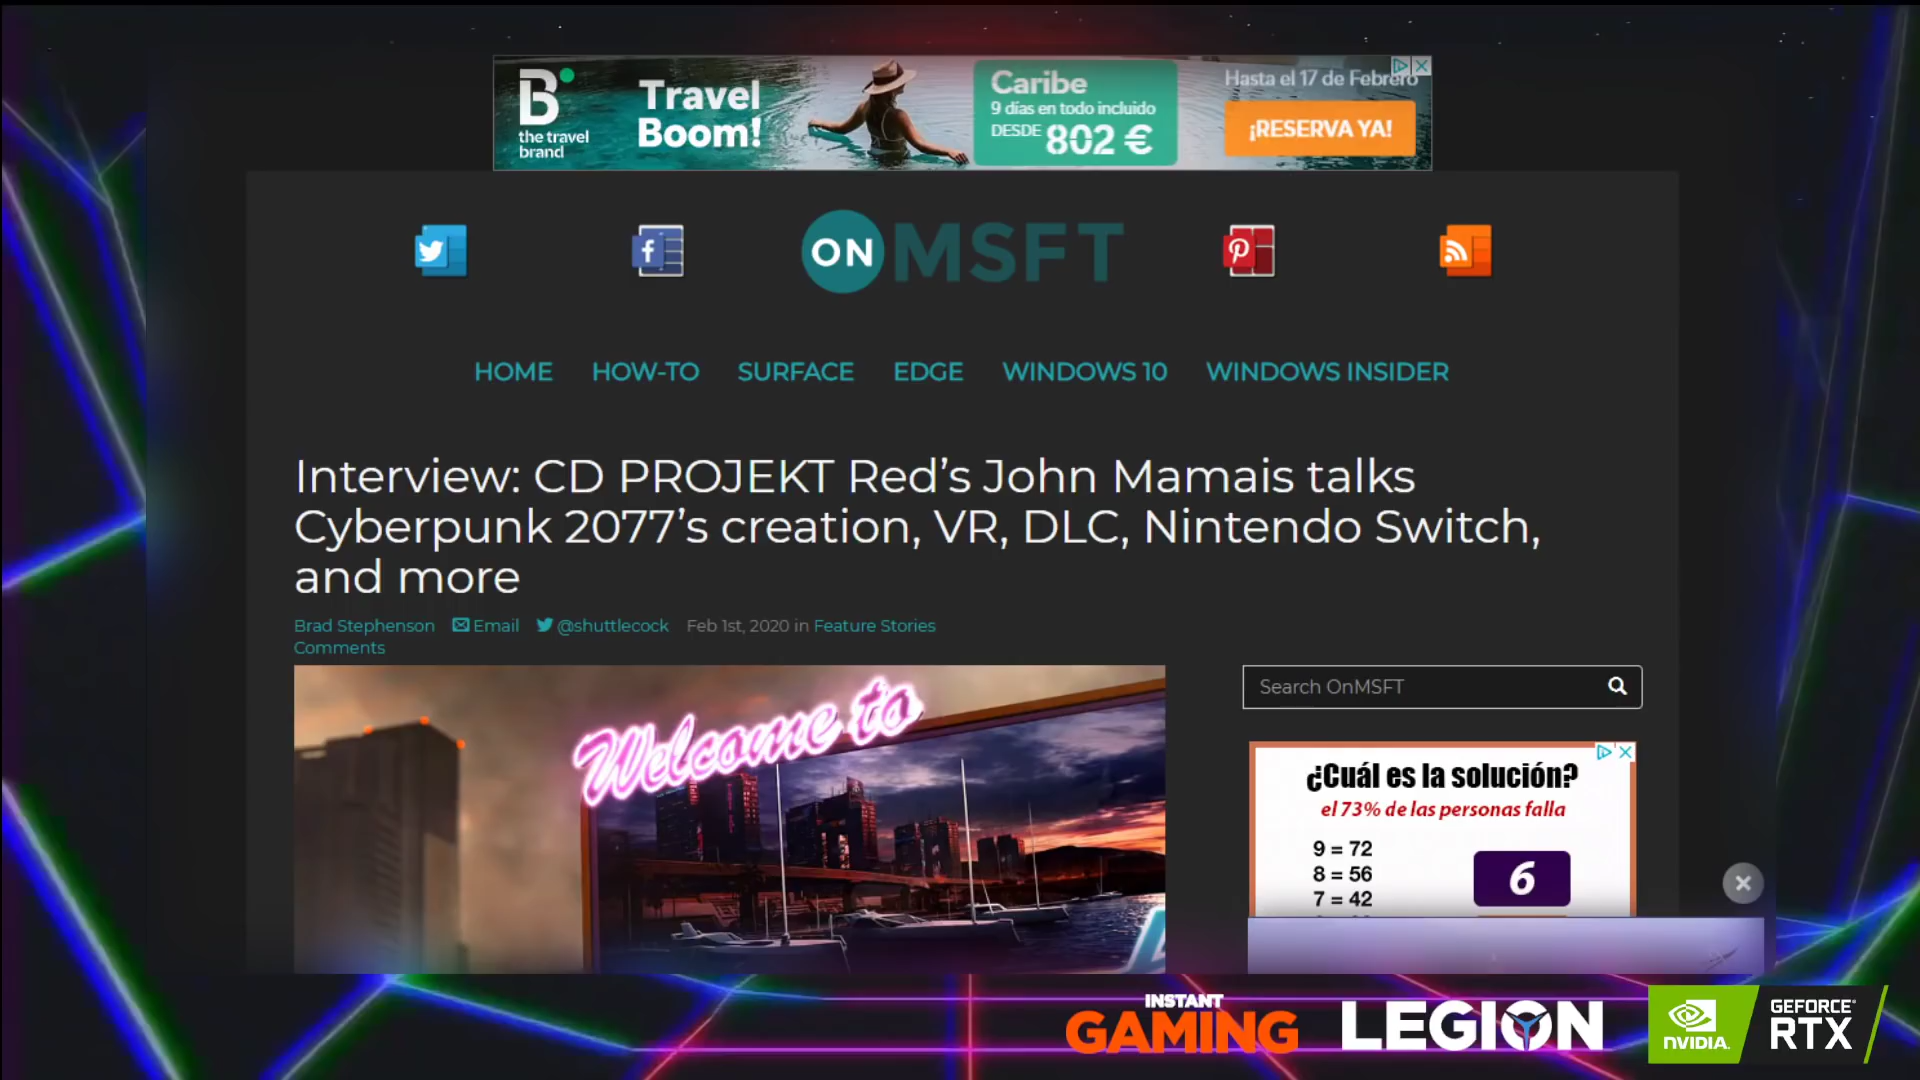 B
the travel
brand
Travel
Boom!
Caribe
9 días en todo incluido
DESDE 802 €
Hasta el 17 de Febrero
¡RESERVA YA!
ON MSFT
HOME HOW-TO SURFACE EDGE WINDOWS 10 WINDOWS INSIDER
Interview: CD PROJEKT Red’s John Mamais talks
Cyberpunk 2077’s creation, VR, DLC, Nintendo Switch,
and more
Brad Stephenson Email @shuttlecock Feb 1st, 2020 in Feature Stories
Comments
Welcome to
Search OnMSFT
¿Cuál es la solución?
el 73% de las personas falla
9 = 72
8 = 56
7 = 42
6
INSTANT
GAMING
LEGION
NVIDIA.
GEFORCE
RTX